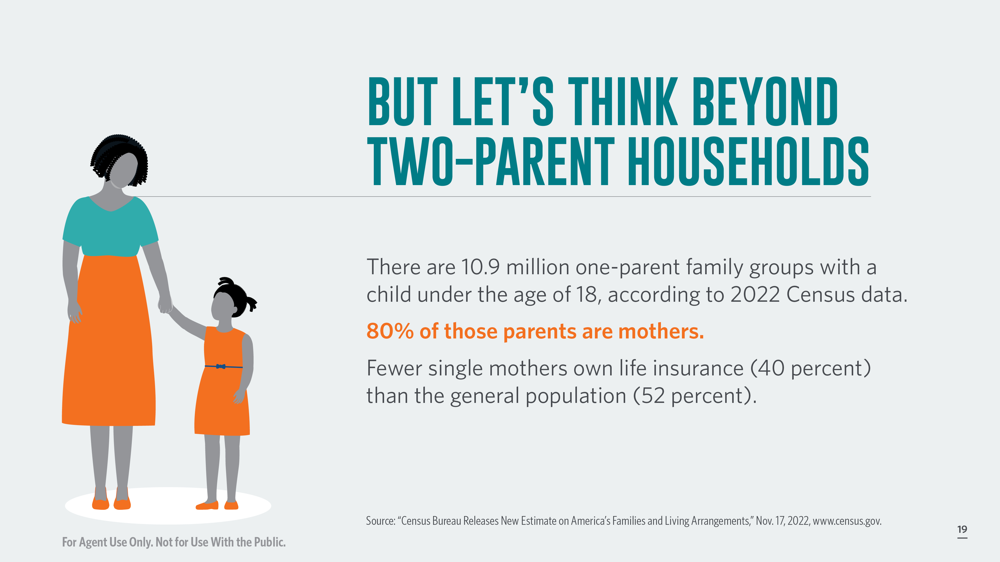 BUT LET’S THINK BEYOND
TWO–PARENT HOUSEHOLDS
There are 10.9 million one-parent family groups with a
child under the age of 18, according to 2022 Census data.
80% of those parents are mothers.
Fewer single mothers own life insurance (40 percent)
than the general population (52 percent).
Source: “Census Bureau Releases New Estimate on America’s Families and Living Arrangements,” Nov. 17, 2022, www.census.gov.
19
For Agent Use Only. Not for Use With the Public.